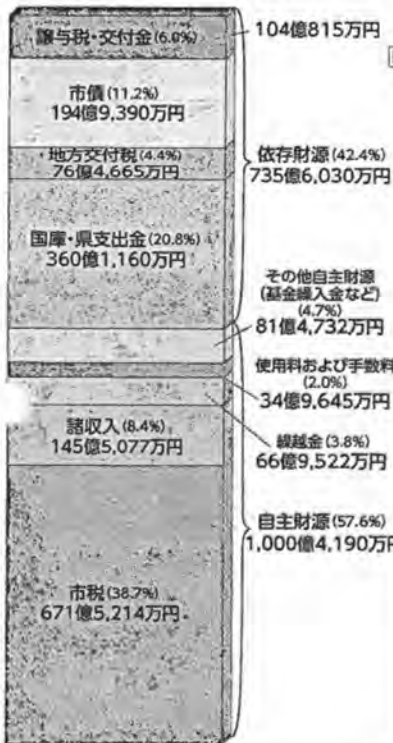 譲与税・交付金(6.0%)
104億815万円
市債(11.2%)
194億9,390万円
地方交付税(4.4%)
76億4,665万円
依存財源(42.4%)
735億6,030万円
国庫・県支出金(20.8%)
360億1,160万円
その他自主財源
(基金繰入金など)
(4.7%)
81億4,732万円
使用料および手数料
(2.0%)
34億9,645万円
繰越金(3.8%)
66億9,522万円
諸収入(8.4%)
145億5,077万円
自主財源(57.6%)
1,000億4,190万円
市税(38.7%)
671億5,214万円